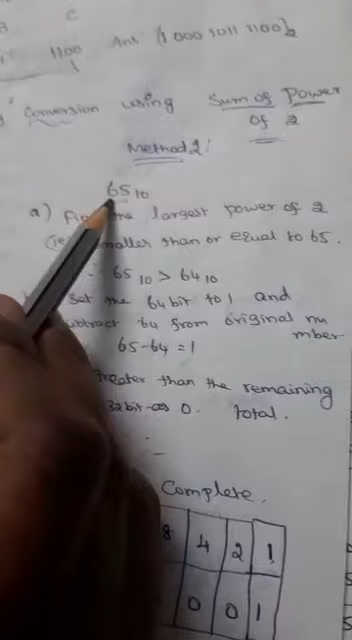 B C
1100 Ans (1000 1011 1100)2
1
Conversion using Sum of Power
of 2
Method 2:
65 10
a) the largest power of 2
smaller than or equal to 65.
65 10 > 64 10
Set the 64 bit to 1 and
subtract 64 from original nu
mber
65-64 = 1
Greater than the remaining
32 bit as 0. total.
Complete.
8 4 2 1
0 0 1